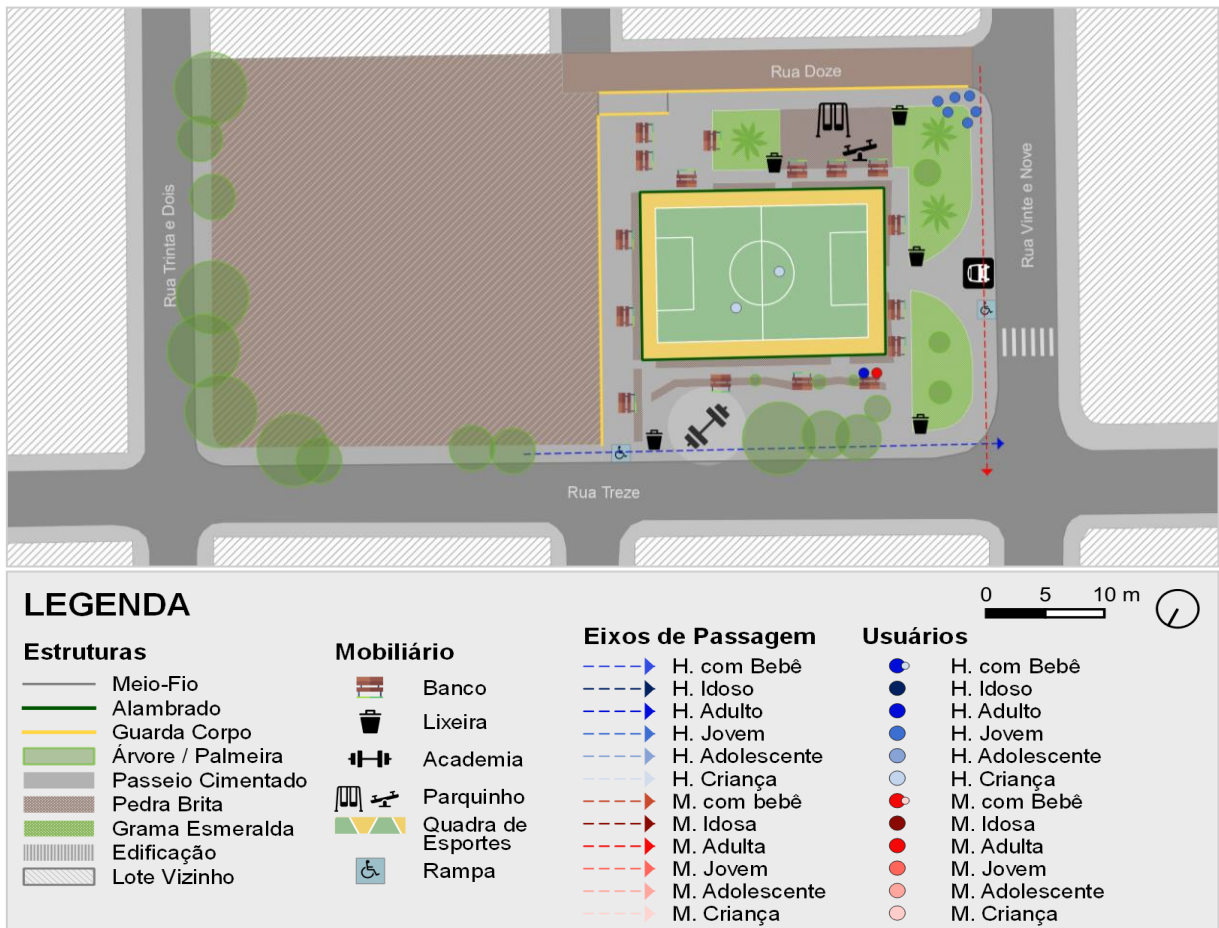 Rua Doze
Rua Trinta e Dois
Rua Vinte e Nove
Rua Treze
LEGENDA
0 5 10 m
Estruturas
Meio-Fio
Alambrado
Guarda Corpo
Árvore / Palmeira
Passeio Cimentado
Pedra Brita
Grama Esmeralda
Edificação
Lote Vizinho
Mobiliário
Banco
Lixeira
Academia
Parquinho
Quadra de
Esportes
Rampa
Eixos de Passagem
H. com Bebê
H. Idoso
H. Adulto
H. Jovem
H. Adolescente
H. Criança
M. com bebê
M. Idosa
M. Adulta
M. Jovem
M. Adolescente
M. Criança
Usuários
H. com Bebê
H. Idoso
H. Adulto
H. Jovem
H. Adolescente
H. Criança
M. com Bebê
M. Idosa
M. Adulta
M. Jovem
M. Adolescente
M. Criança